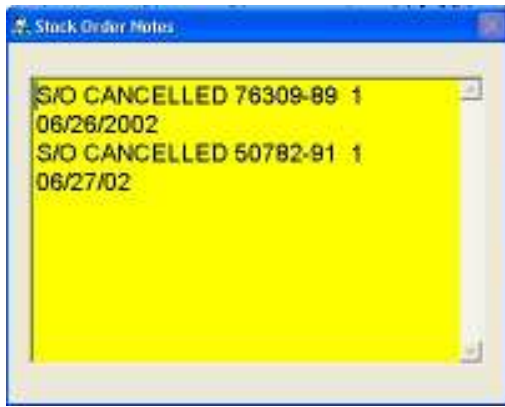 Stock Order Notes
S/O CANCELLED 76309-89 1
06/26/2002
S/O CANCELLED 50782-91 1
06/27/02